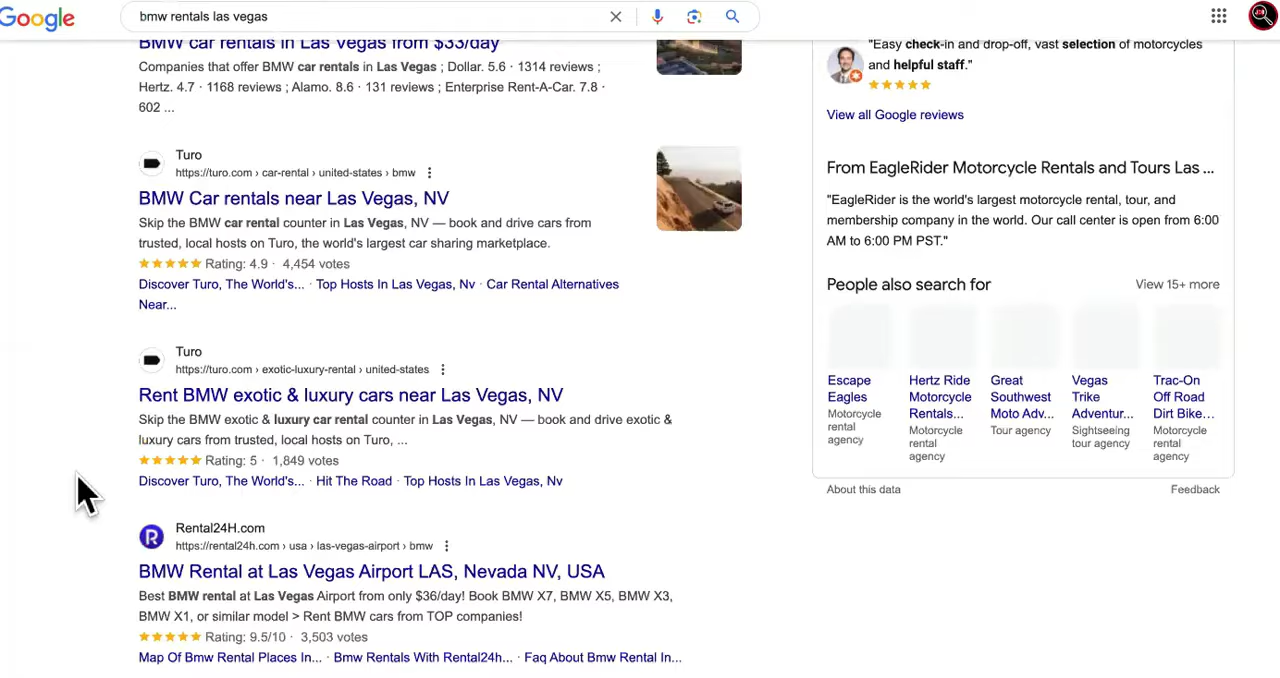 Google
bmw rentals las vegas
BMW car rentals in Las Vegas from $33/day
Companies that offer BMW car rentals in Las Vegas ; Dollar. 5.6 · 1314 reviews ;
Hertz. 4.7 · 1168 reviews ; Alamo. 8.6 · 131 reviews ; Enterprise Rent-A-Car. 7.8 ·
602 ...
Turo
https://turo.com › car-rental › united-states › bmw
BMW Car rentals near Las Vegas, NV
Skip the BMW car rental counter in Las Vegas, NV — book and drive cars from
trusted, local hosts on Turo, the world's largest car sharing marketplace.
Rating: 4.9 · 4,454 votes
Discover Turo, The World's... · Top Hosts In Las Vegas, Nv · Car Rental Alternatives
Near...
Turo
https://turo.com › exotic-luxury-rental › united-states
Rent BMW exotic & luxury cars near Las Vegas, NV
Skip the BMW exotic & luxury car rental counter in Las Vegas, NV — book and drive exotic &
luxury cars from trusted, local hosts on Turo, ...
Rating: 5 · 1,849 votes
Discover Turo, The World's... · Hit The Road · Top Hosts In Las Vegas, Nv
R
Rental24H.com
https://rental24h.com › usa › las-vegas-airport › bmw
BMW Rental at Las Vegas Airport LAS, Nevada NV, USA
Best BMW rental at Las Vegas Airport from only $36/day! Book BMW X7, BMW X5, BMW X3,
BMW X1, or similar model > Rent BMW cars from TOP companies!
Rating: 9.5/10 · 3,503 votes
Map Of Bmw Rental Places In... · Bmw Rentals With Rental24h... · Faq About Bmw Rental In...
"Easy check-in and drop-off, vast selection of motorcycles
and helpful staff."
View all Google reviews
From EagleRider Motorcycle Rentals and Tours Las ...
"EagleRider is the world's largest motorcycle rental, tour, and
membership company in the world. Our call center is open from 6:00
AM to 6:00 PM PST."
People also search for
View 15+ more
Escape
Eagles
Motorcycle
rental
agency
Hertz Ride
Motorcycle
Rentals...
Motorcycle
rental
agency
Great
Southwest
Moto Adv...
Tour agency
Vegas
Trike
Adventur...
Sightseeing
tour agency
Trac-On
Off Road
Dirt Bike...
Motorcycle
rental
agency
About this data
Feedback